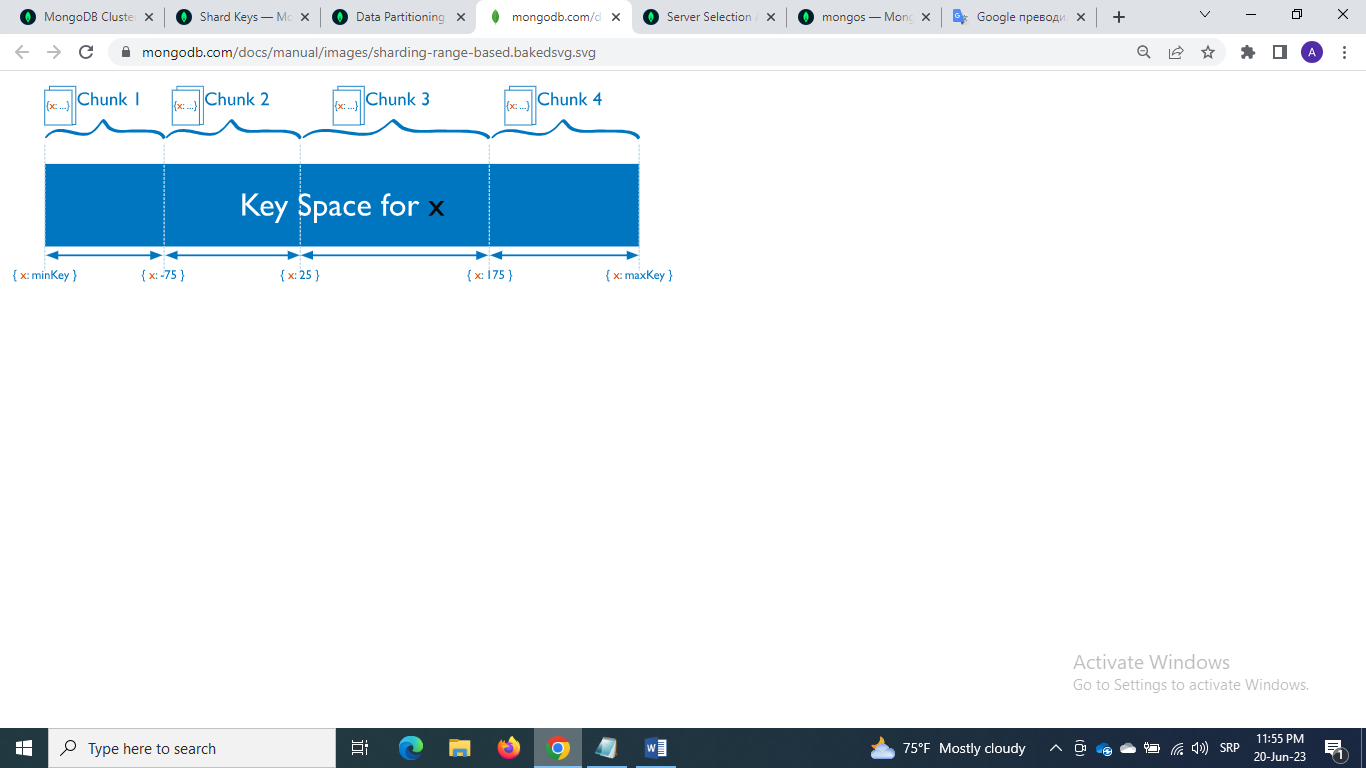 MongoDB Cluste
Shard Keys — Mo
Data Partitioning
mongodb.com/d
Server Selection
mongos — Mong
Google преводи
mongodb.com/docs/manual/images/sharding-range-based.bakedsvg.svg
A
{x: ...} Chunk 1
{x: ...} Chunk 2
{x: ...} Chunk 3
{x: ...} Chunk 4
Key Space for x
{ x: minKey }
{ x: -75 }
{ x: 25 }
{ x: 175 }
{ x: maxKey }
Activate Windows
Go to Settings to activate Windows.
Type here to search
75°F Mostly cloudy
SRP
11:55 PM
20-Jun-23
1